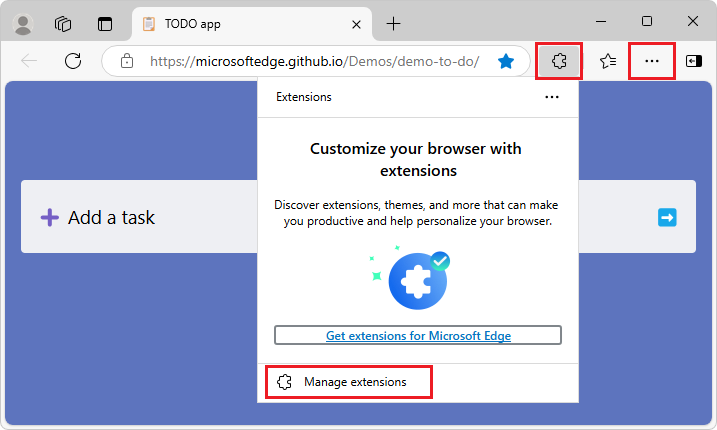 TODO app
https://microsoftedge.github.io/Demos/demo-to-do/
Extensions
Customize your browser with
extensions
Discover extensions, themes, and more that can make
you productive and help personalize your browser.
Add a task
Get extensions for Microsoft Edge
Manage extensions